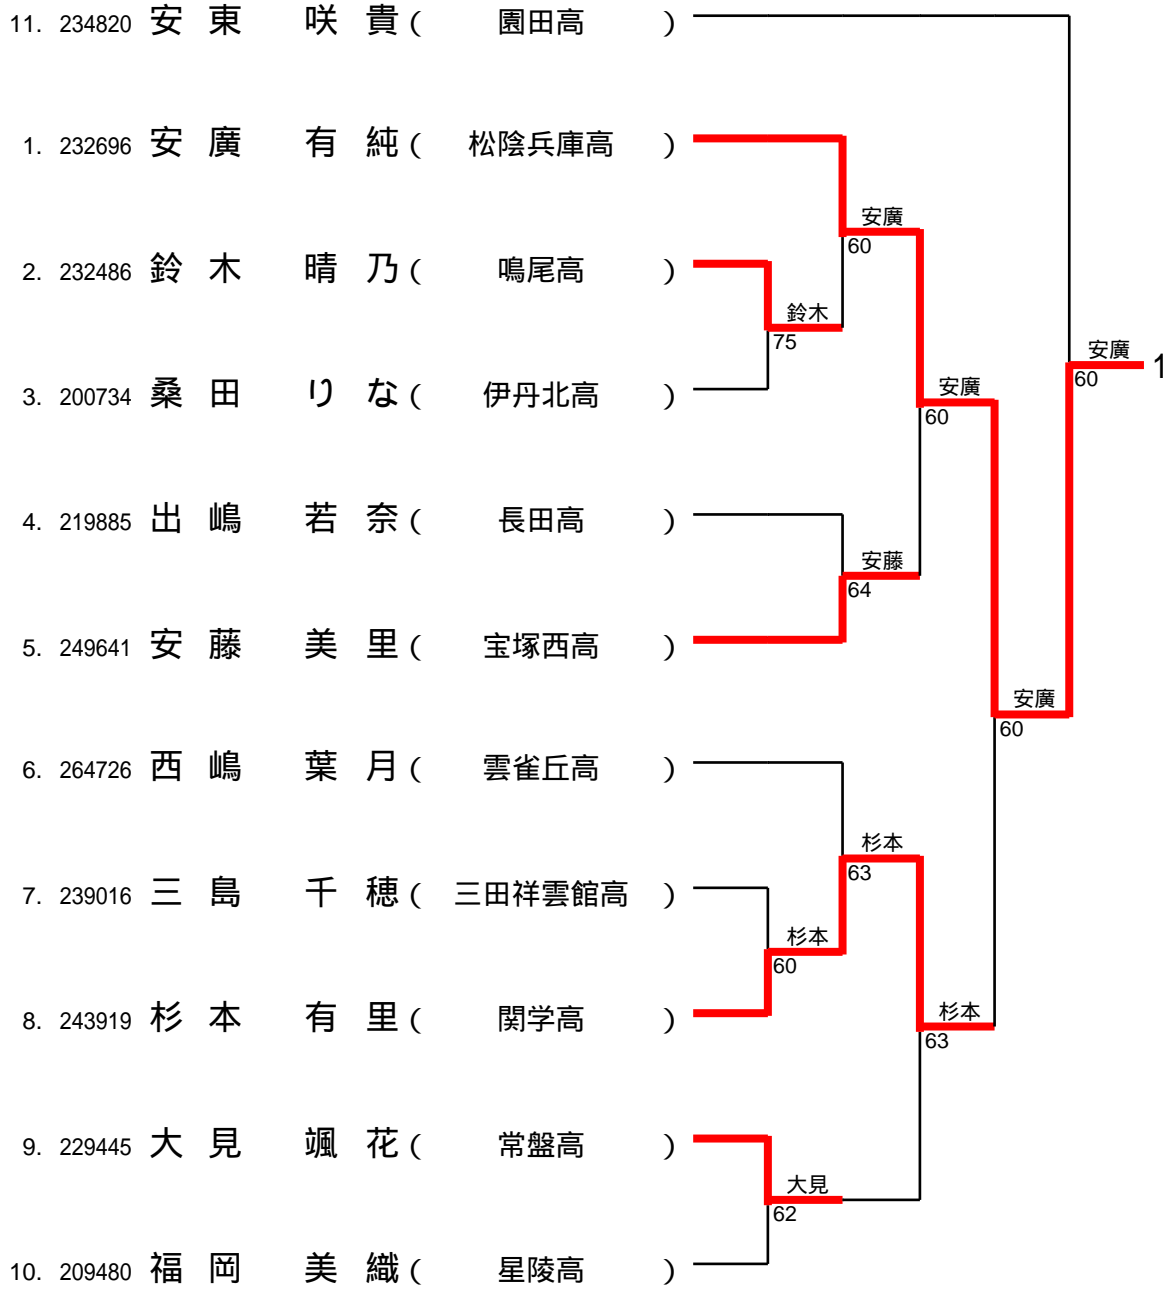 11. 234820 安 東 咲 貴 ( 園田高 )
1. 232696 安 廣 有 純 ( 松陰兵庫高 )
安廣
60
2. 232486 鈴 木 晴 乃 ( 鳴尾高 )
鈴木
75
安廣
60 1
3. 200734 桑 田 り な ( 伊丹北高 )
安廣
60
4. 219885 出 嶋 若 奈 ( 長田高 )
安藤
64
5. 249641 安 藤 美 里 ( 宝塚西高 )
安廣
60
6. 264726 西 嶋 葉 月 ( 雲雀丘高 )
杉本
63
7. 239016 三 島 千 穂 ( 三田祥雲館高 )
杉本
60
8. 243919 杉 本 有 里 ( 関学高 )
杉本
63
9. 229445 大 見 颯 花 ( 常盤高 )
大見
62
10. 209480 福 岡 美 織 ( 星陵高 )